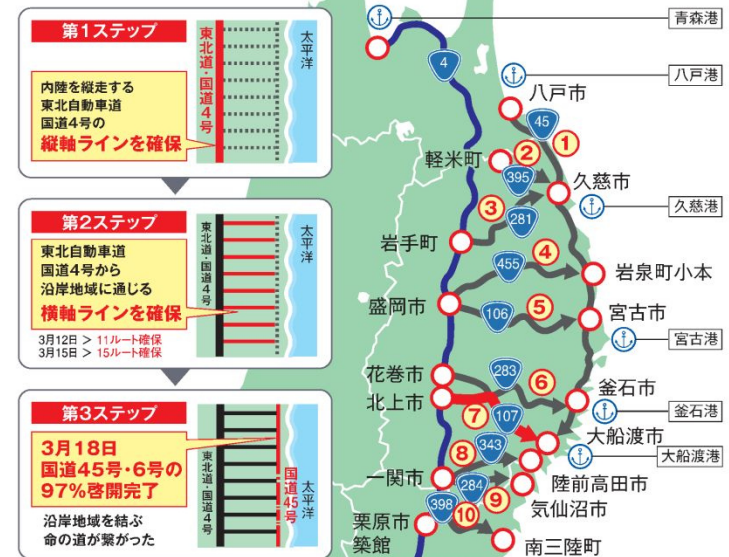 第1ステップ
内陸を縦走する
東北自動車道
国道4号の
縦軸ラインを確保
東北道・国道4号
太平洋
第2ステップ
東北自動車道
国道4号から
沿岸地域に通じる
横軸ラインを確保
3月12日 > 11ルート確保
3月15日 > 15ルート確保
東北道・国道4号
太平洋
第3ステップ
3月18日
国道45号・6号の
97%啓開完了
沿岸地域を結ぶ
命の道が繋がった
東北道・国道4号
国道45号
太平洋
青森港
4
八戸港
八戸市
45
①
軽米町
②
395
久慈市
久慈港
③
281
岩手町
455
④
岩泉町小本
盛岡市
106
⑤
宮古市
宮古港
花巻市
283
⑥
釜石市
釜石港
北上市
⑦
107
大船渡市
大船渡港
⑧
343
一関市
284
⑨
陸前高田市
気仙沼市
398
⑩
栗原市
築館
南三陸町